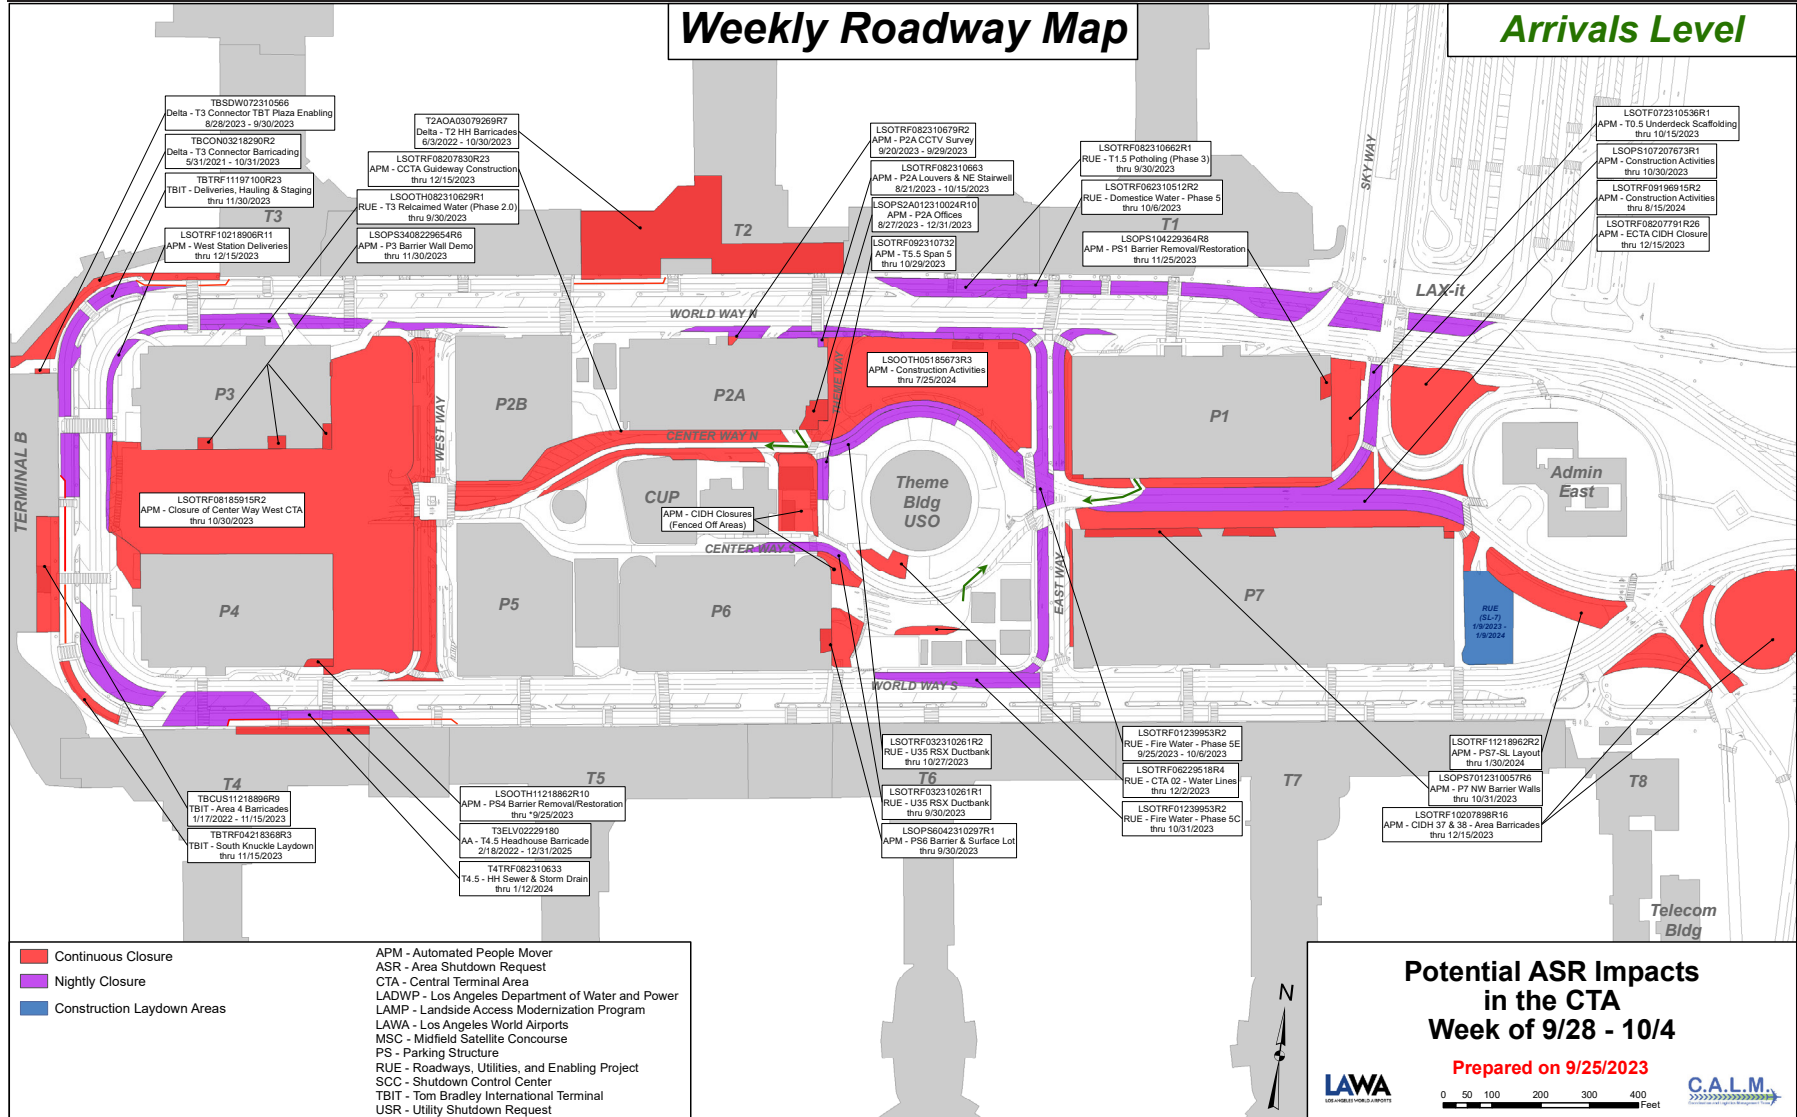 Weekly Roadway Map
Arrivals Level
TBSDW072310566
Delta - T3 Connector TBT Plaza Enabling
8/28/2023 - 9/30/2023
TBCON03218290R2
Delta - T3 Connector Barricading
5/31/2021 - 10/31/2023
TBTRF11197100R23
TBIT - Deliveries, Hauling & Staging
thru 11/30/2023
LSOTRF10218906R11
APM - West Station Deliveries
thru 12/15/2023
T2AOA03079269R7
Delta - T2 HH Barricades
6/3/2022 - 10/30/2023
LSOTRF08207830R23
APM - CCTA Guideway Construction
thru 12/15/2023
LSOOTH082310629R1
RUE - T3 Relcaimed Water (Phase 2.0)
thru 9/30/2023
LSOPS3408229654R6
APM - P3 Barrier Wall Demo
thru 11/30/2023
LSOTRF082310679R2
APM - P2A CCTV Survey
9/20/2023 - 9/29/2023
LSOTRF082310663
APM - P2A Louvers & NE Stairwell
8/21/2023 - 10/15/2023
LSOPS2A012310024R10
APM - P2A Offices
8/27/2023 - 12/31/2023
LSOTRF092310732
APM - T5.5 Span 5
thru 10/29/2023
LSOTRF082310662R1
RUE - T1.5 Potholing (Phase 3)
thru 9/30/2023
LSOTRF062310512R2
RUE - Domestice Water - Phase 5
thru 10/6/2023
LSOPS104229364R8
APM - PS1 Barrier Removal/Restoration
thru 11/25/2023
LSOTF072310536R1
APM - T0.5 Underdeck Scaffolding
thru 10/15/2023
LSOPS107207673R1
APM - Construction Activities
thru 10/30/2023
LSOTRF09196915R2
APM - Construction Activities
thru 8/15/2024
LSOTRF08207791R26
APM - ECTA CIDH Closure
thru 12/15/2023
T3
T2
T1
SKY WAY
LAX-it
WORLD WAY N
LSOOTH05185673R3
APM - Construction Activities
thru 7/25/2024
P3
P2B
P2A
THEME WAY
P1
WEST WAY
CENTER WAY N
TERMINAL B
LSOTRF08185915R2
APM - Closure of Center Way West CTA
thru 10/30/2023
CUP
Theme
Bldg
USO
Admin
East
APM - CIDH Closures
(Fenced Off Areas)
CENTER WAY S
EAST WAY
P4
P5
P6
P7
RUE
(SL-7)
1/9/2023 -
1/9/2024
WORLD WAY S
T4
T5
T6
T7
T8
TBCUS11218896R9
TBIT - Area 4 Barricades
1/17/2022 - 11/15/2023
TBTRF04218368R3
TBIT - South Knuckle Laydown
thru 11/15/2023
LSOOTH11218862R10
APM - PS4 Barrier Removal/Restoration
thru *9/25/2023
T3ELV02229180
AA - T4.5 Headhouse Barricade
2/18/2022 - 12/31/2025
T4TRF082310633
T4.5 - HH Sewer & Storm Drain
thru 1/12/2024
LSOTRF032310261R2
RUE - U35 RSX Ductbank
thru 10/27/2023
LSOTRF032310261R1
RUE - U35 RSX Ductbank
thru 9/30/2023
LSOPS6042310297R1
APM - PS6 Barrier & Surface Lot
thru 9/30/2023
LSOTRF01239953R2
RUE - Fire Water - Phase 5E
9/25/2023 - 10/6/2023
LSOTRF06229518R4
RUE - CTA 02 - Water Lines
thru 12/2/2023
LSOTRF01239953R2
RUE - Fire Water - Phase 5C
thru 10/31/2023
LSOTRF11218962R2
APM - PS7-SL Layout
thru 1/30/2024
LSOPS7012310057R6
APM - P7 NW Barrier Walls
thru 10/31/2023
LSOTRF10207898R16
APM - CIDH 37 & 38 - Area Barricades
thru 12/15/2023
Telecom
Bldg
Continuous Closure
Nightly Closure
Construction Laydown Areas
APM - Automated People Mover
ASR - Area Shutdown Request
CTA - Central Terminal Area
LADWP - Los Angeles Department of Water and Power
LAMP - Landside Access Modernization Program
LAWA - Los Angeles World Airports
MSC - Midfield Satellite Concourse
PS - Parking Structure
RUE - Roadways, Utilities, and Enabling Project
SCC - Shutdown Control Center
TBIT - Tom Bradley International Terminal
USR - Utility Shutdown Request
N
Potential ASR Impacts
in the CTA
Week of 9/28 - 10/4
Prepared on 9/25/2023
LAWA
LOS ANGELES WORLD AIRPORTS
0 50 100 200 300 400
Feet
C.A.L.M.